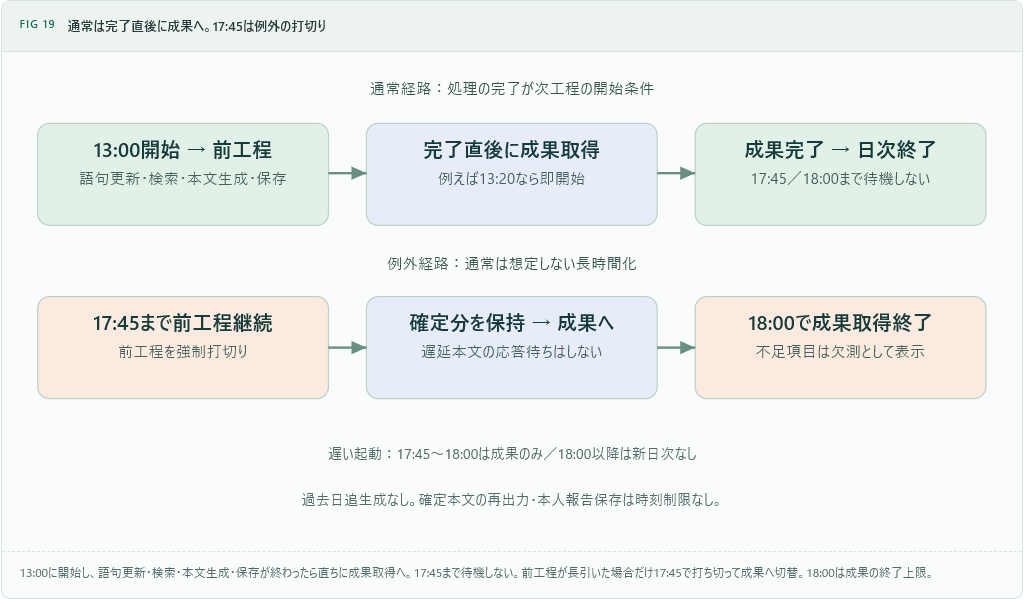 FIG 19 通常は完了直後に成果へ。17:45は例外の打切り
通常経路：処理の完了が次工程の開始条件
13:00開始 → 前工程
語句更新・検索・本文生成・保存
完了直後に成果取得
例えば13:20なら即開始
成果完了 → 日次終了
17:45／18:00まで待機しない
例外経路：通常は想定しない長時間化
17:45まで前工程継続
前工程を強制打切り
確定分を保持 → 成果へ
遅延本文の応答待ちはしない
18:00で成果取得終了
不足項目は欠測として表示
遅い起動：17:45～18:00は成果のみ／18:00以降は新日次なし
過去日追生成なし。確定本文の再出力・本人報告保存は時刻制限なし。
13:00に開始し、語句更新・検索・本文生成・保存が終わったら直ちに成果取得へ。17:45まで待機しない。前工程が長引いた場合だけ17:45で打ち切って成果へ切替。18:00は成果の終了上限。